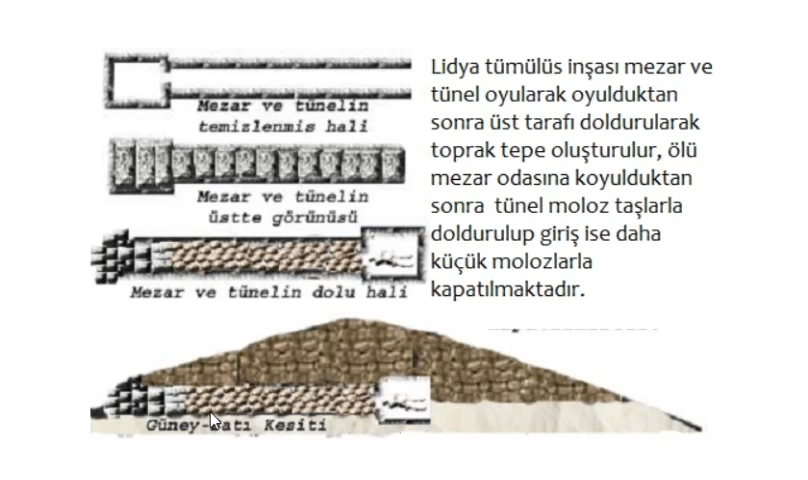 Mezar ve tünelin
temizlenmis hali
Mezar ve tünelin
üstte görünüsü
Mezar ve tünelin dolu hali
Güney-Batı Kesiti
Lidya tümülüs inşası mezar ve
tünel oyularak oyulduktan
sonra üst tarafı doldurularak
toprak tepe oluşturulur, ölü
mezar odasına koyulduktan
sonra tünel moloz taşlarla
doldurulup giriş ise daha
küçük molozlarla
kapatılmaktadır.